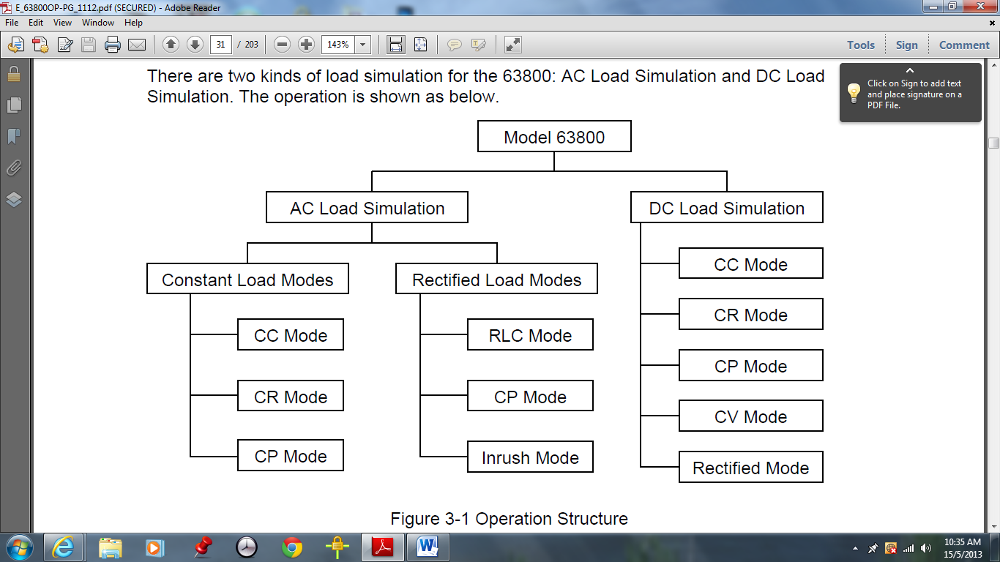 E_63800OP-PG_1112.pdf (SECURED) - Adobe Reader
File Edit View Window Help
31 / 203 143% Tools Sign Comment
There are two kinds of load simulation for the 63800: AC Load Simulation and DC Load
Simulation. The operation is shown as below.
Click on Sign to add text
and place signature on a
PDF File.
Model 63800
AC Load Simulation
DC Load Simulation
Constant Load Modes
CC Mode
CR Mode
CP Mode
Rectified Load Modes
RLC Mode
CP Mode
Inrush Mode
CC Mode
CR Mode
CP Mode
CV Mode
Rectified Mode
Figure 3-1 Operation Structure
10:35 AM
15/5/2013